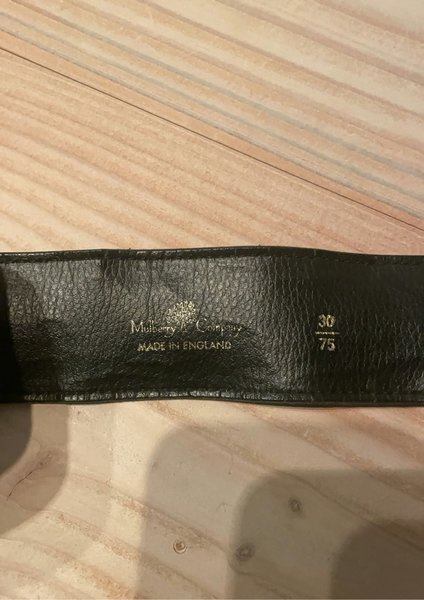 Mulberry & Company
MADE IN ENGLAND
30
75